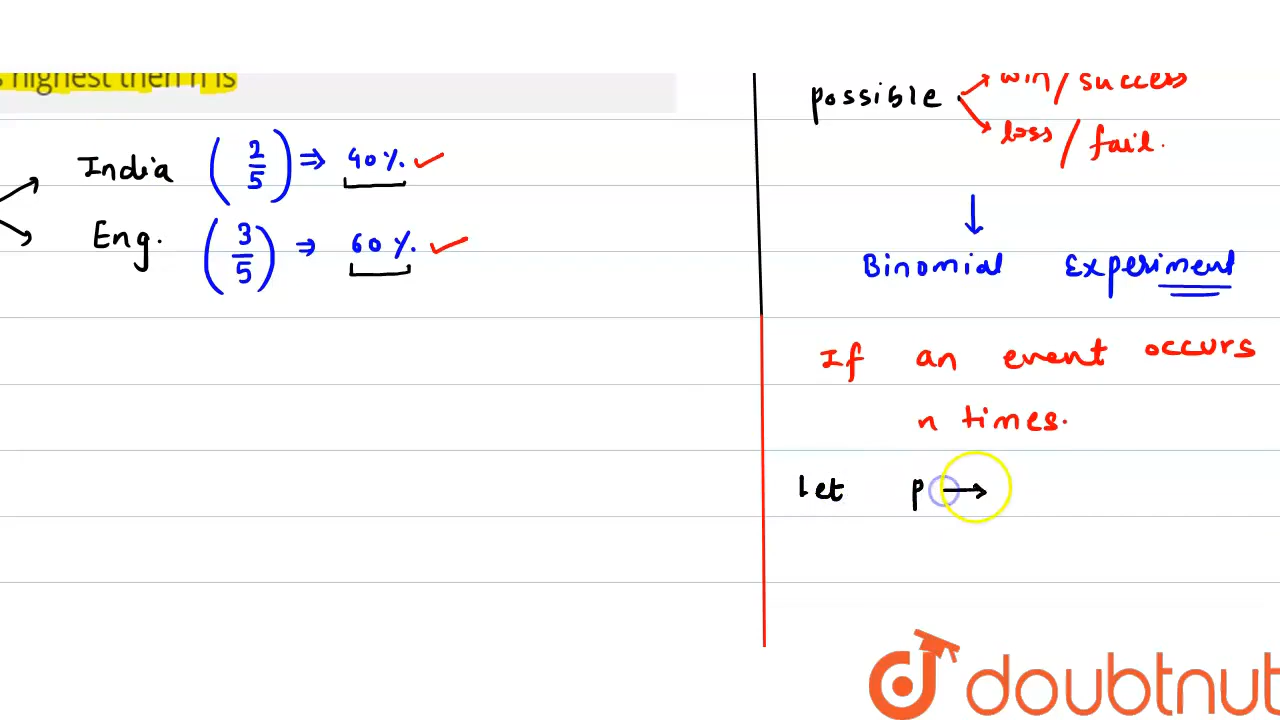 highest then n is
India (2/5) ⇒ 40%. ✓
Eng. (3/5) ⇒ 60%. ✓
possible
win/success
loss/fail.
↓
Binomial Experiment
If an event occurs
n times.
let p →
doubtnut